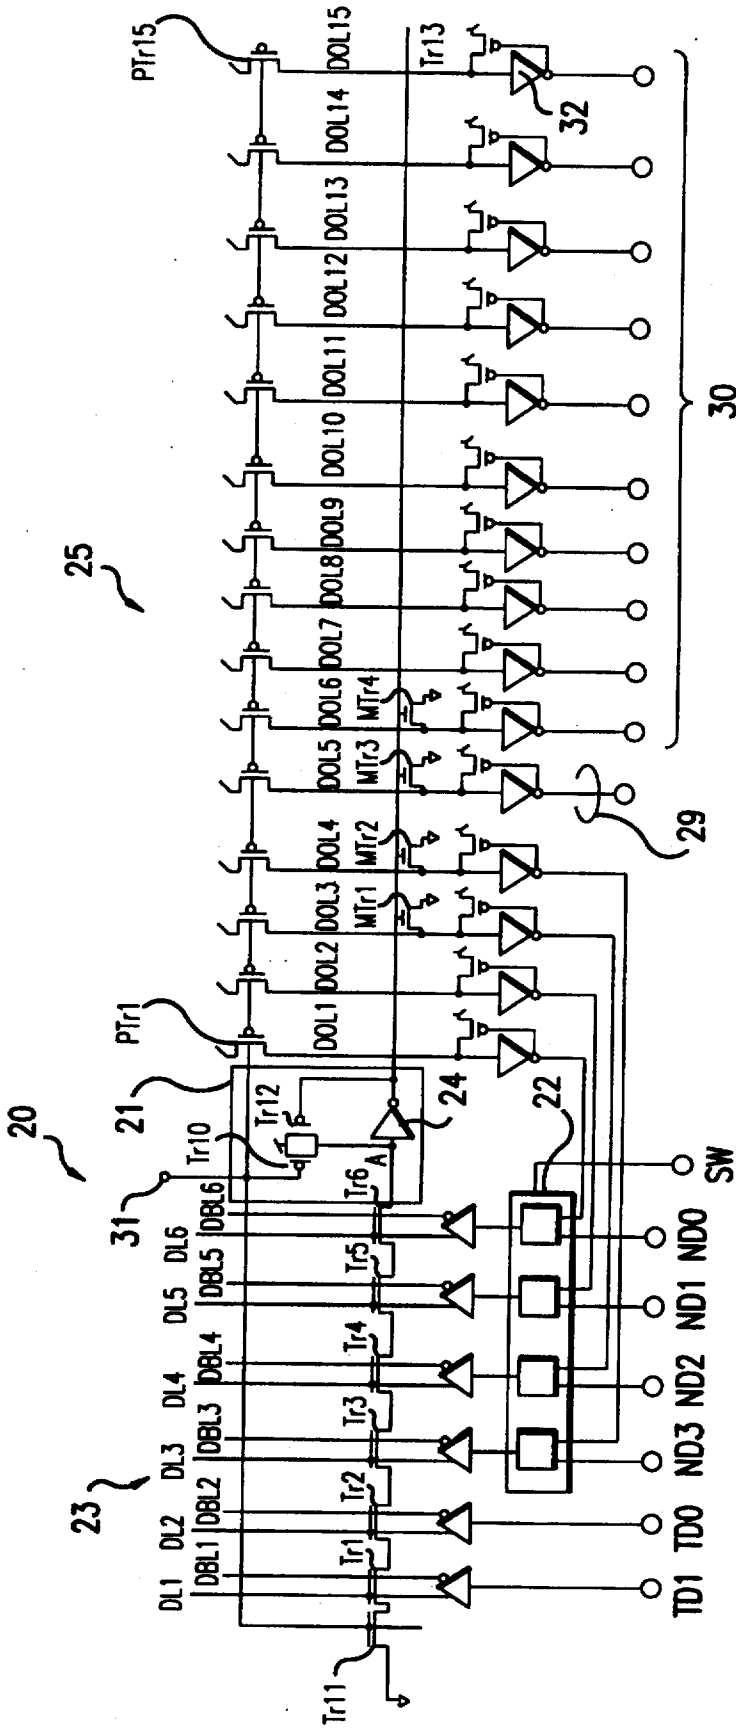 20
23
25
31
21
DL1
DBL1
DL2
DBL2
DL3
DBL3
DL4
DBL4
DL5
DBL5
DL6
DBL6
Tr11
Tr1
Tr2
Tr3
Tr4
Tr5
Tr6
Tr10
Tr12
A
24
PTr1
PTr15
DOL1
DOL2
DOL3
DOL4
DOL5
DOL6
DOL7
DOL8
DOL9
DOL10
DOL11
DOL12
DOL13
DOL14
DOL15
MTr1
MTr2
MTr3
MTr4
Tr13
32
22
29
30
TD1
TD0
ND3
ND2
ND1
ND0
SW